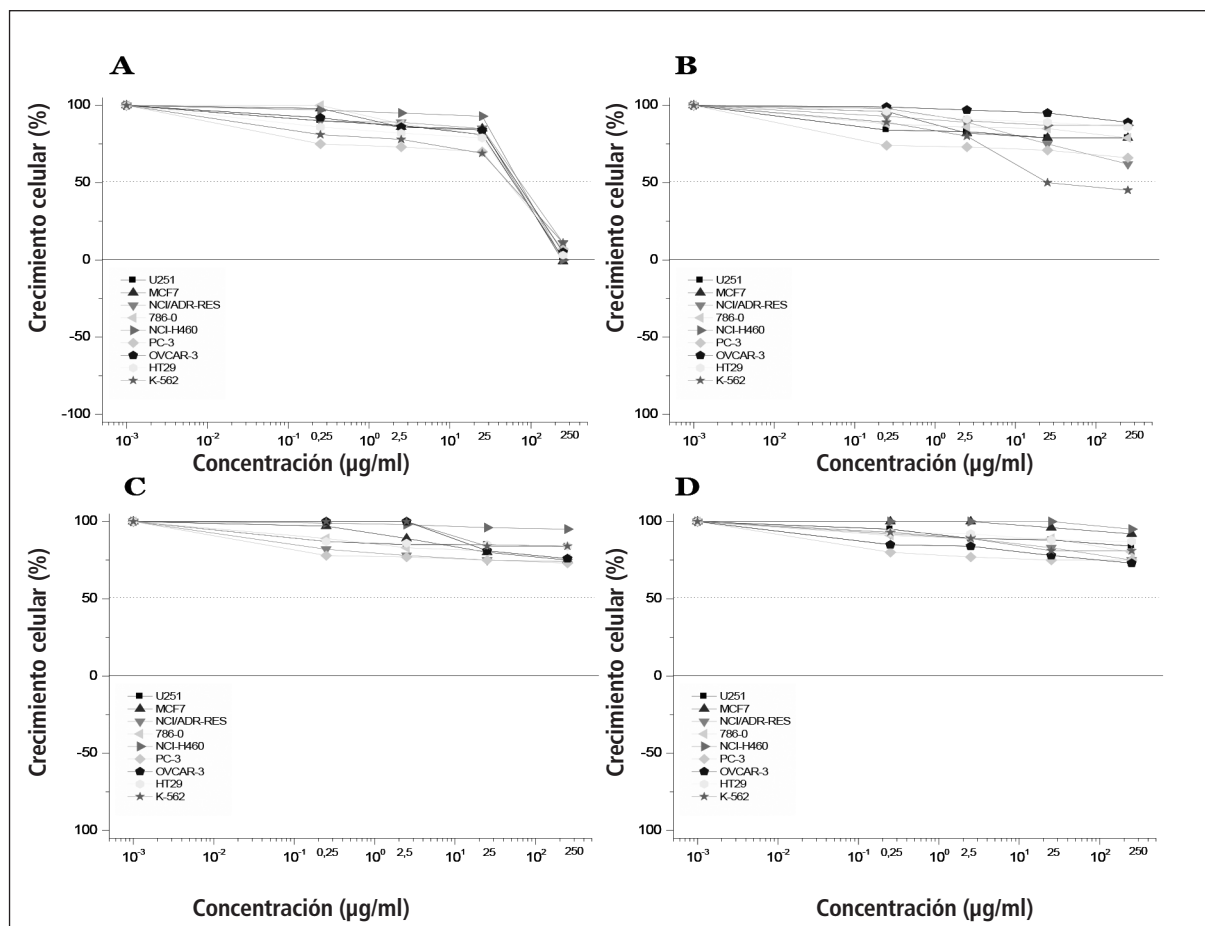 A
Crecimiento celular (%)
100
50
0
-50
-100
U251
MCF7
NCI/ADR-RES
786-0
NCI-H460
PC-3
OVCAR-3
HT29
K-562
10⁻³ 10⁻² 10⁻¹ 0,25 10⁰ 2,5 10¹ 25 10² 250
Concentración (µg/ml)
B
Crecimiento celular (%)
100
50
0
-50
100
U251
MCF7
NCI/ADR-RES
786-0
NCI-H460
PC-3
OVCAR-3
HT29
K-562
10⁻³ 10⁻² 10⁻¹ 0,25 10⁰ 2,5 10¹ 25 10² 250
Concentración (µg/ml)
C
Crecimiento celular (%)
100
50
0
-50
100
U251
MCF7
NCI/ADR-RES
786-0
NCI-H460
PC-3
OVCAR-3
HT29
K-562
10⁻³ 10⁻² 10⁻¹ 0,25 10⁰ 2,5 10¹ 25 10² 250
Concentración (µg/ml)
D
Crecimiento celular (%)
100
50
0
-50
100
U251
MCF7
NCI/ADR-RES
786-0
NCI-H460
PC-3
OVCAR-3
HT29
K-562
10⁻³ 10⁻² 10⁻¹ 0,25 10⁰ 2,5 10¹ 25 10² 250
Concentración (µg/ml)